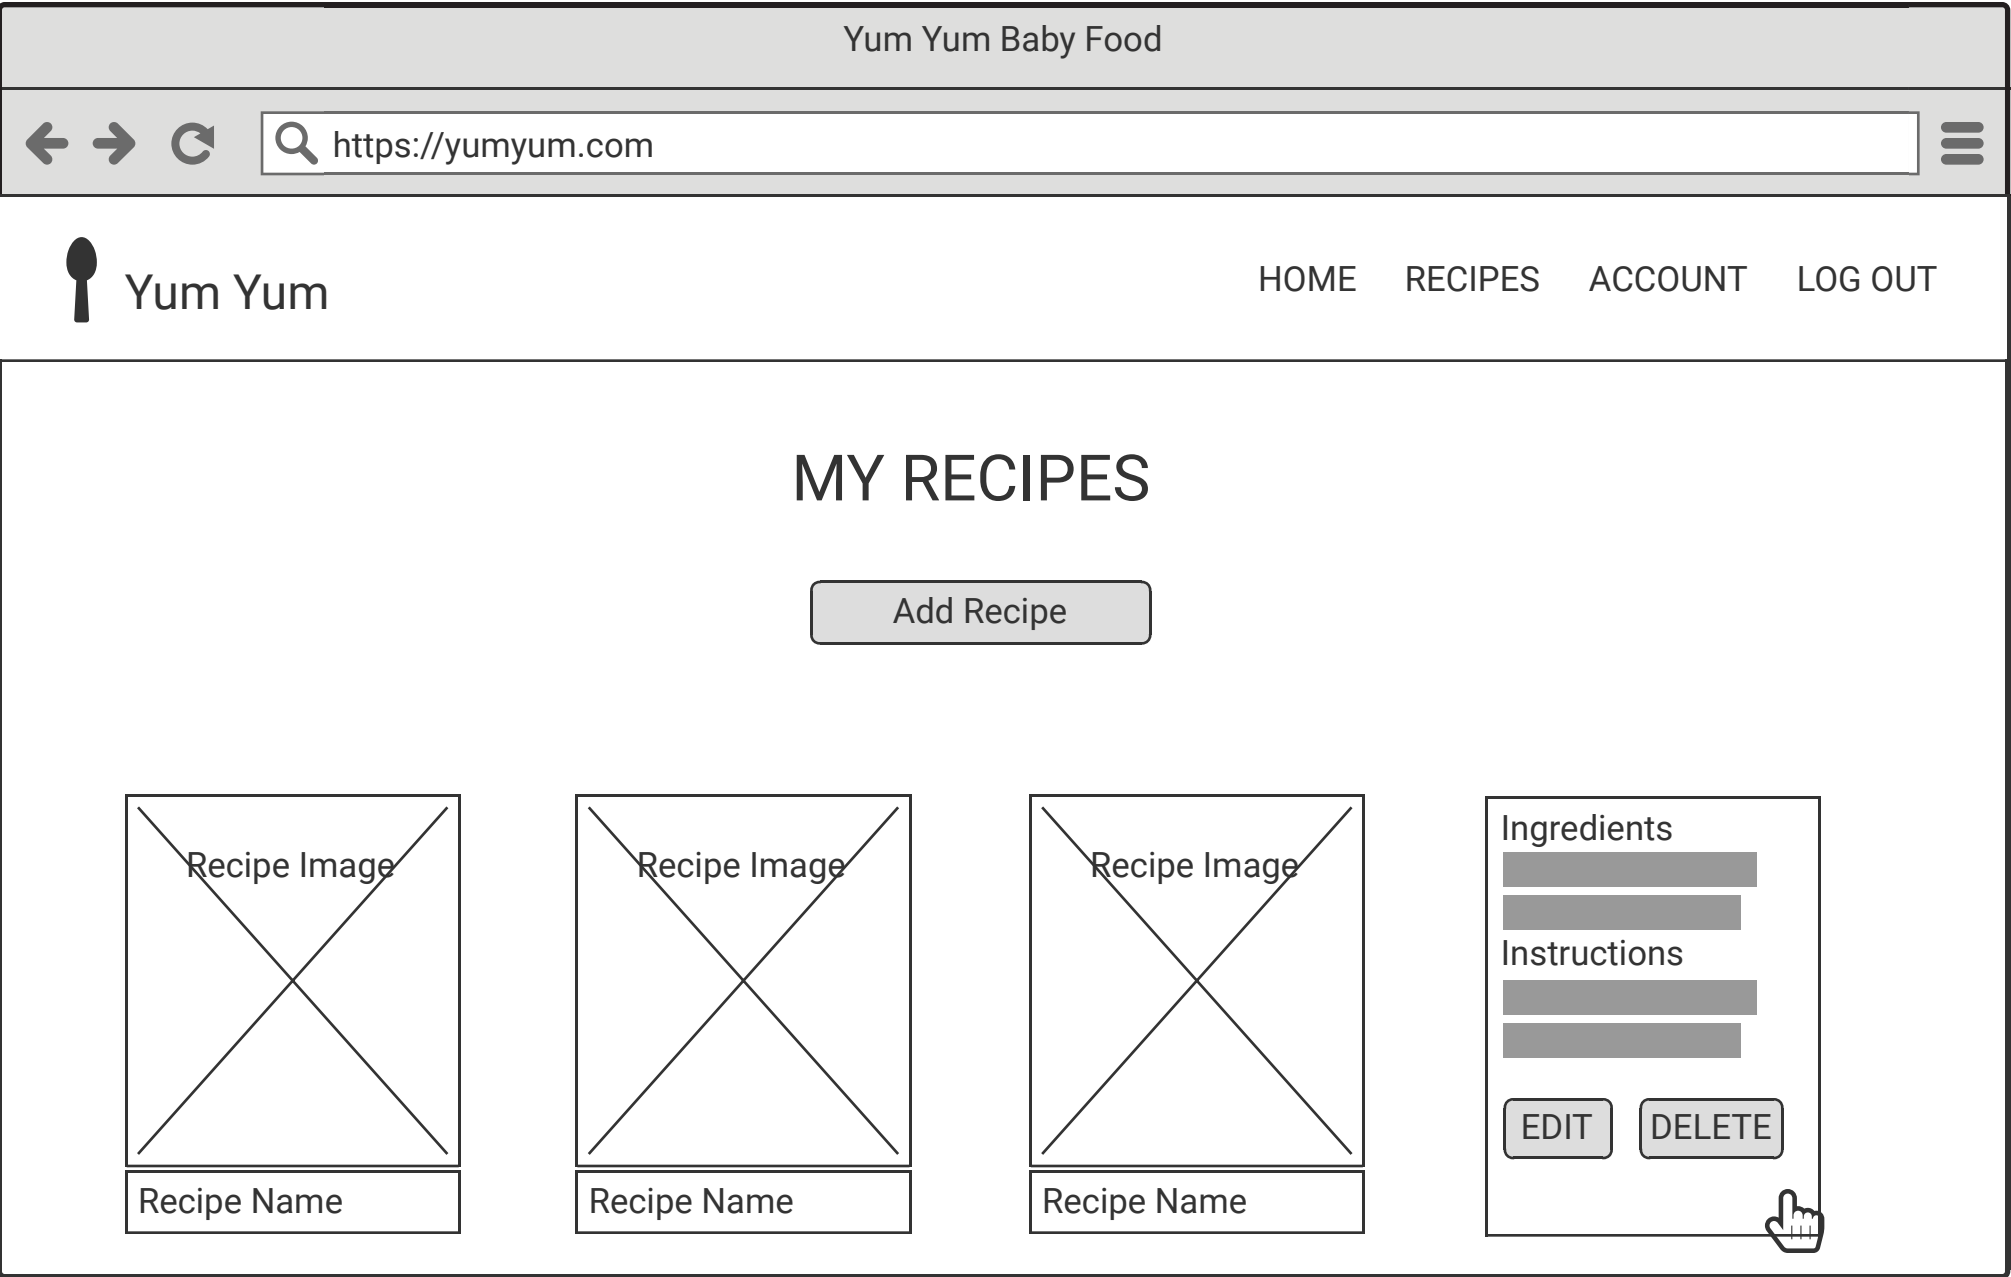 Yum Yum Baby Food
https://yumyum.com
Yum Yum
HOME RECIPES ACCOUNT LOG OUT
MY RECIPES
Add Recipe
Recipe Image
Recipe Name
Recipe Image
Recipe Name
Recipe Image
Recipe Name
Ingredients
Instructions
EDIT DELETE